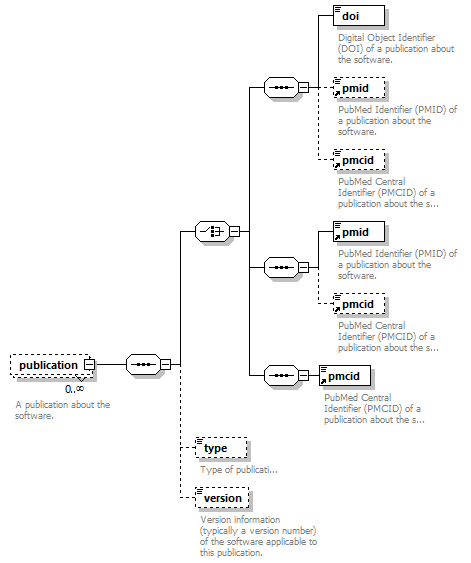 doi
Digital Object Identifier
(DOI) of a publication about
the software.
pmid
PubMed Identifier (PMID) of
a publication about the
software.
pmcid
PubMed Central
Identifier (PMCID) of a
publication about the s...
pmid
PubMed Identifier (PMID) of
a publication about the
software.
pmcid
PubMed Central
Identifier (PMCID) of a
publication about the s...
pmcid
PubMed Central
Identifier (PMCID) of a
publication about the s...
publication
0..∞
A publication about the
software.
type
Type of publicati...
version
Version information
(typically a version number)
of the software applicable to
this publication.